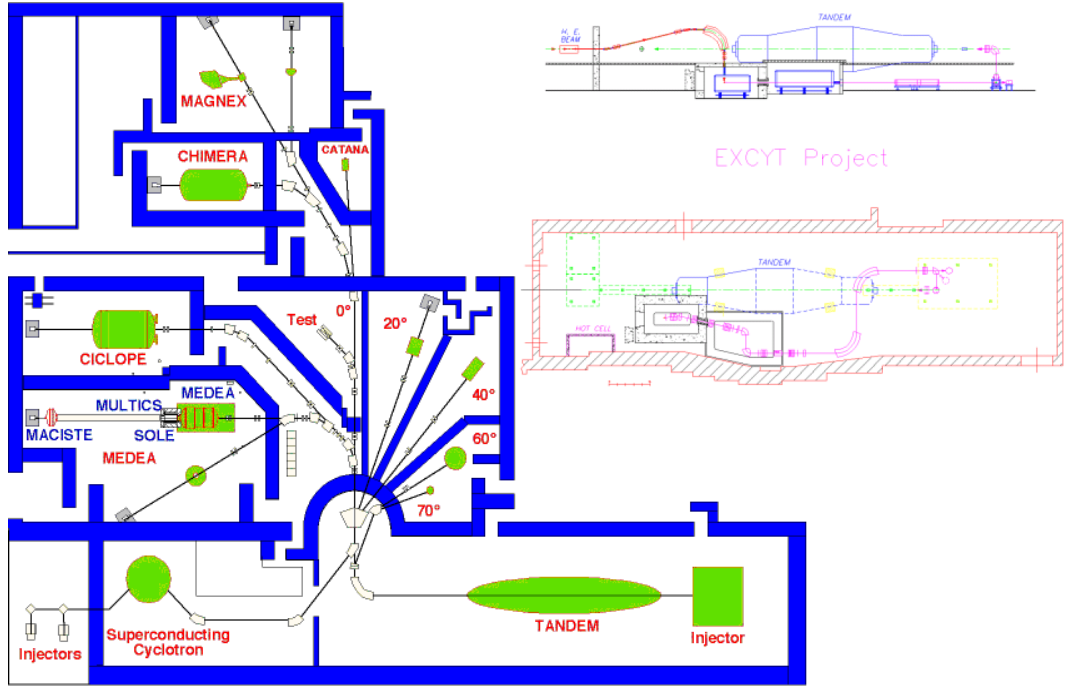 MAGNEX
CHIMERA
CATANA
0°
Test
20°
CICLOPE
40°
MEDEA
MULTICS
60°
MACISTE
SOLE
MEDEA
70°
Superconducting
Cyclotron
Injectors
TANDEM
Injector
TANDEM
H. E.
BEAM
EXCYT Project
TANDEM
HOT CELL